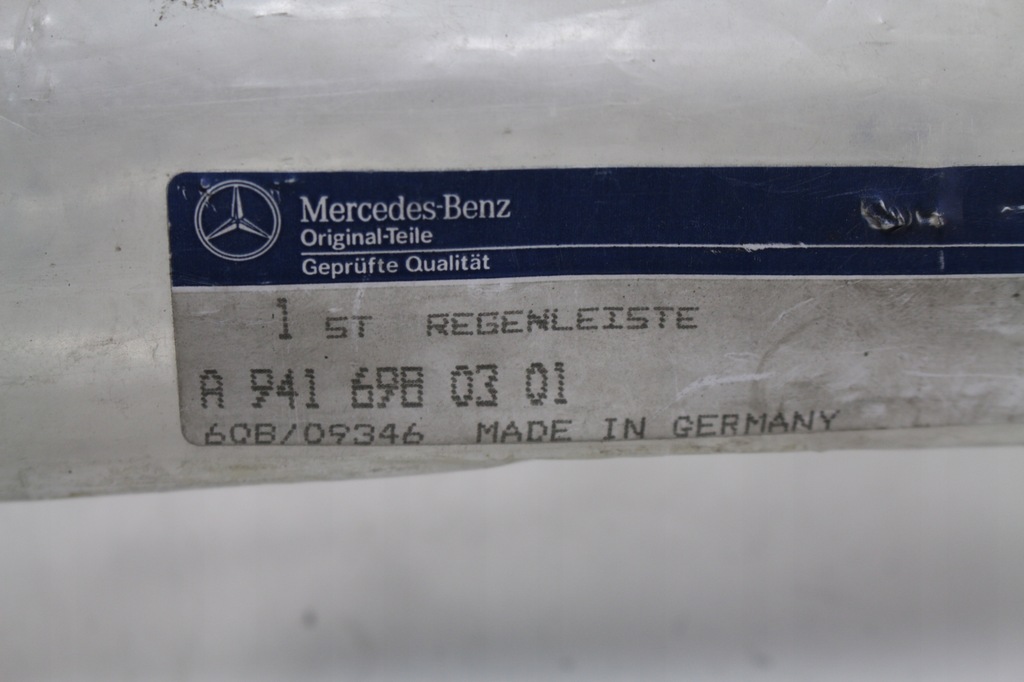 Mercedes-Benz
Original-Teile
Geprüfte Qualität
1 ST REGENLEISTE
A 941 698 03 01
60B/09346 MADE IN GERMANY